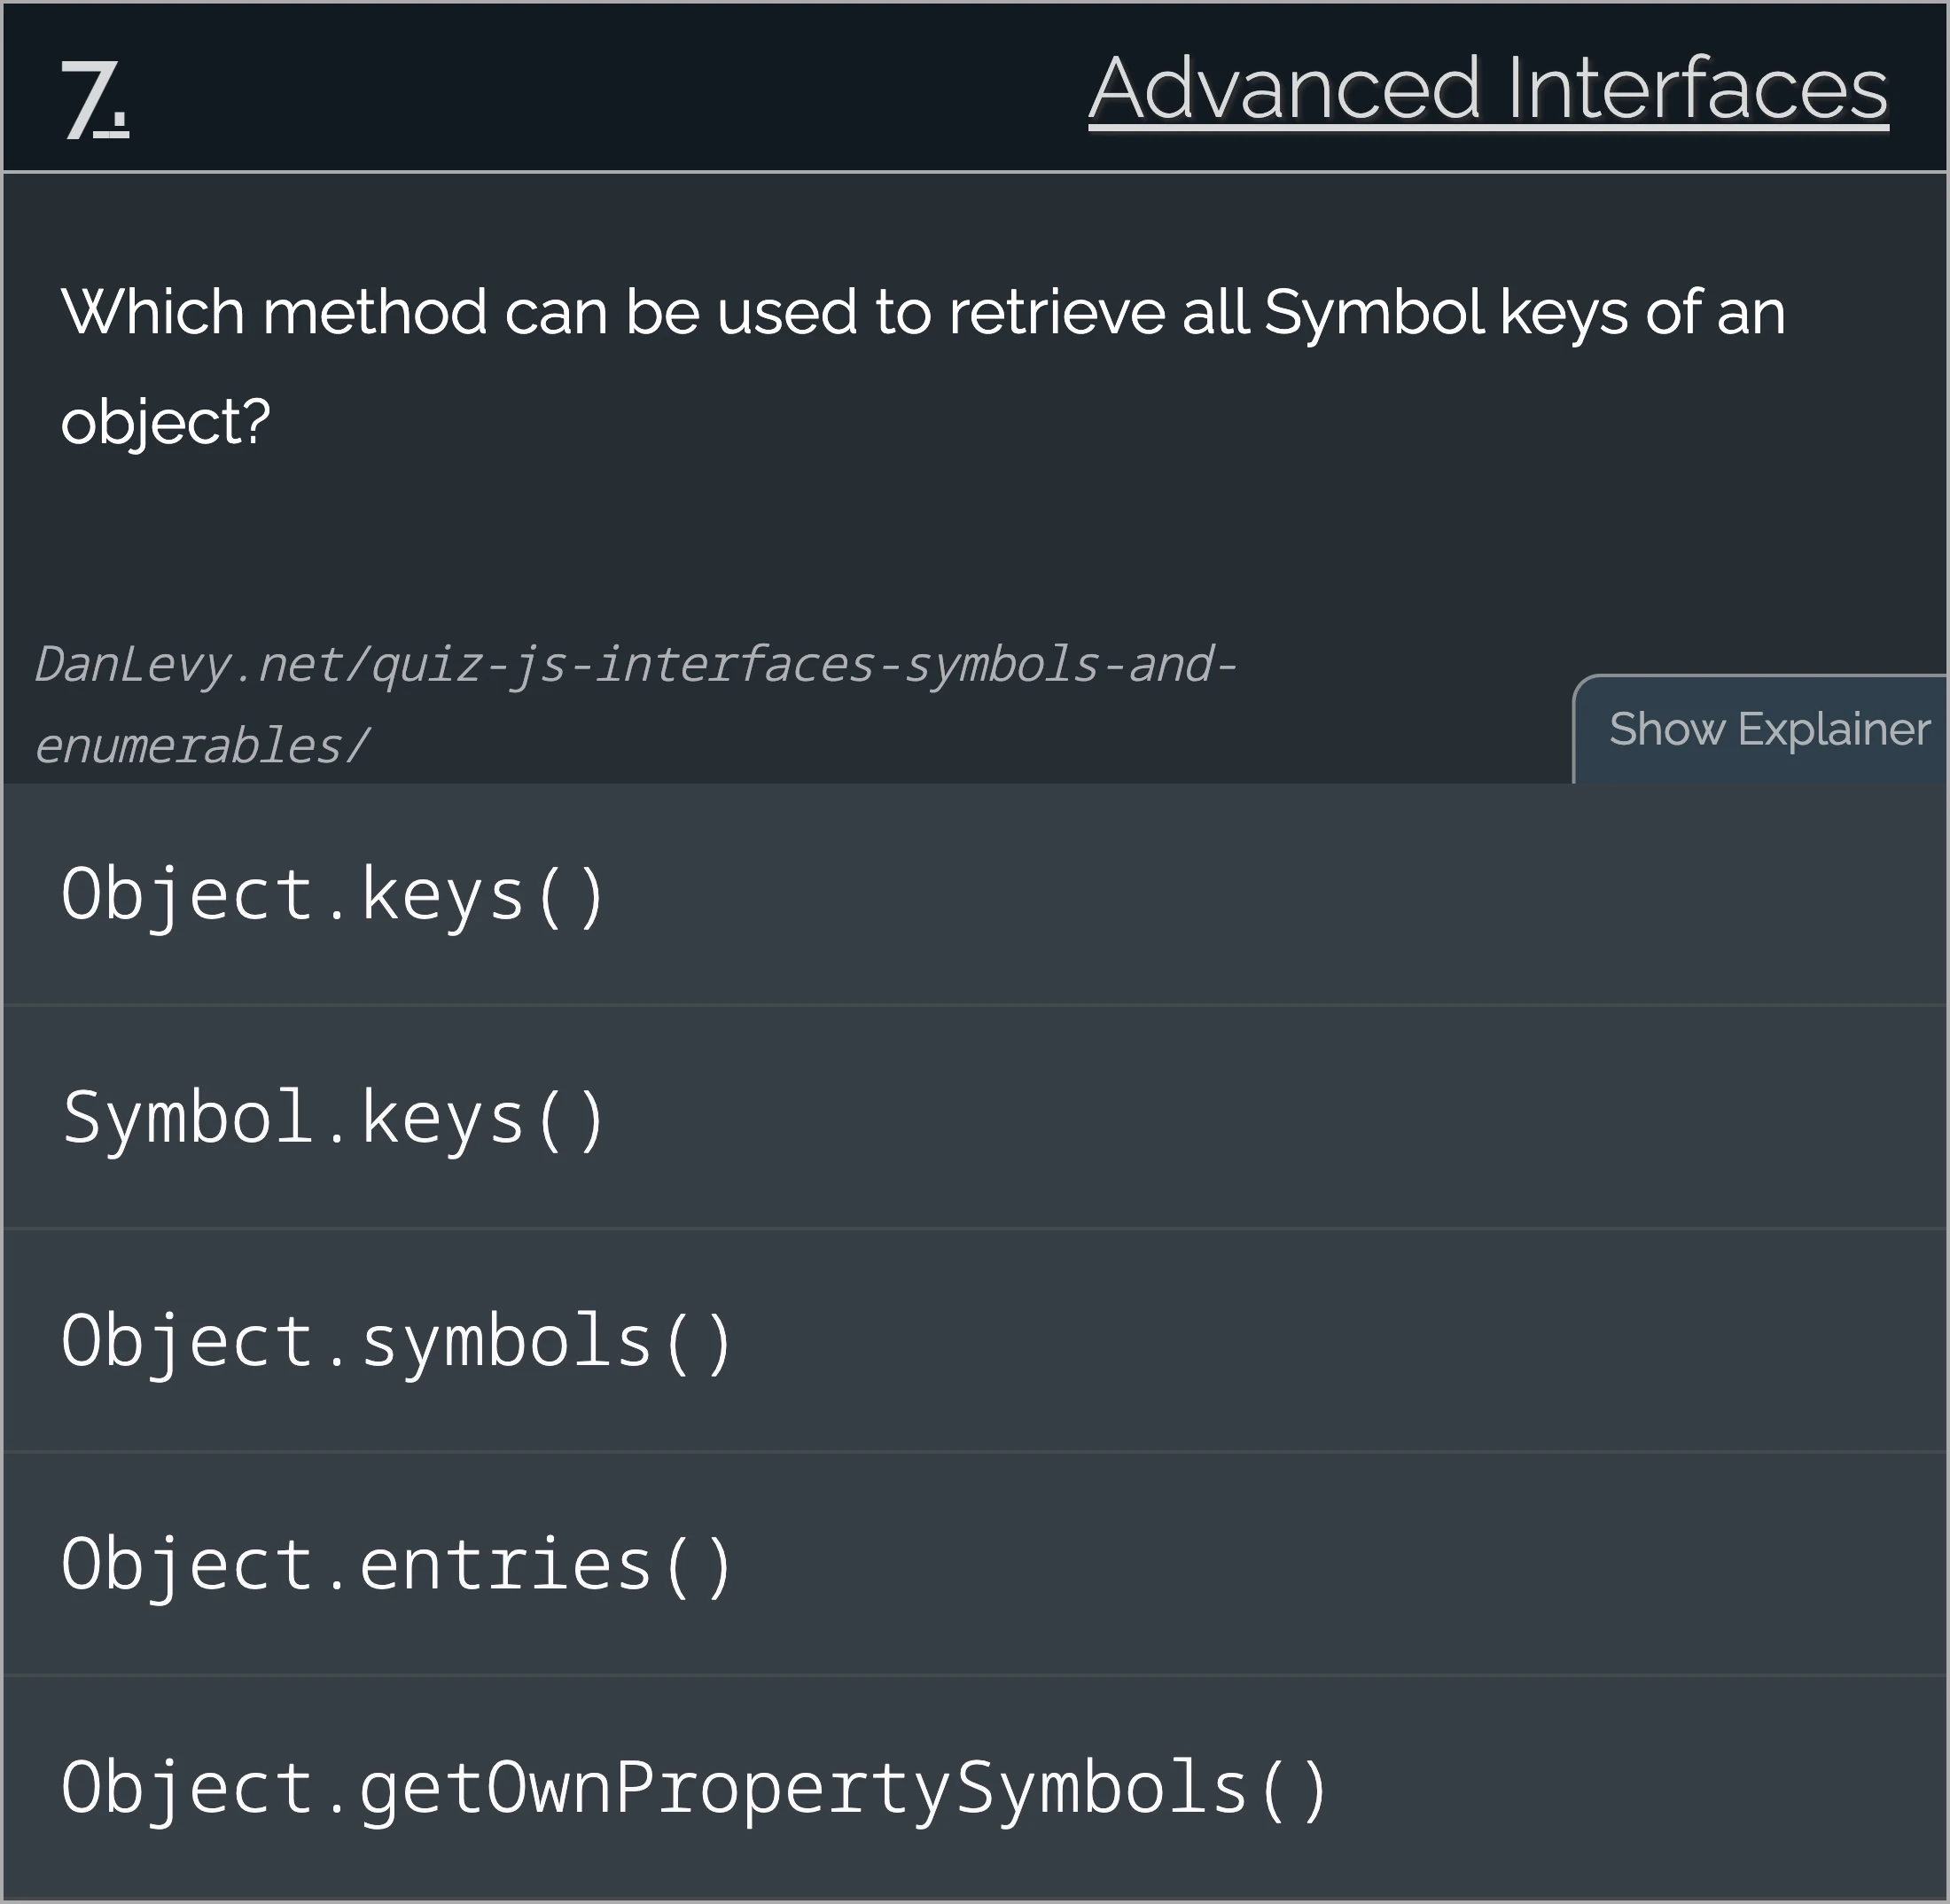 7.
Advanced Interfaces
Which method can be used to retrieve all Symbol keys of an
object?
DanLevy.net/quiz-js-interfaces-symbols-and-
enumerables/
Show Explainer
Object.keys()
Symbol.keys()
Object.symbols()
Object.entries()
Object.getOwnPropertySymbols()